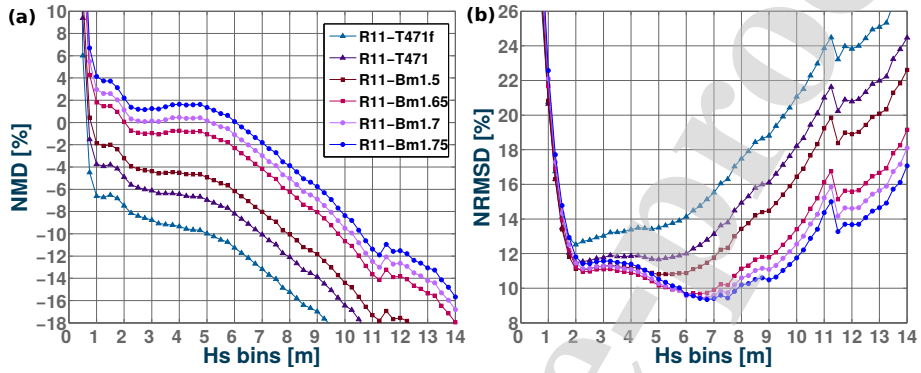 (a)
10
8
6
4
2
0
−2
−4
−6
−8
−10
−12
−14
−16
−18
NMD [%]
0 1 2 3 4 5 6 7 8 9 10 11 12 13 14
Hs bins [m]
R11−T471f
R11−T471
R11−Bm1.5
R11−Bm1.65
R11−Bm1.7
R11−Bm1.75
(b)
26
24
22
20
18
16
14
12
10
8
NRMSD [%]
0 1 2 3 4 5 6 7 8 9 10 11 12 13 14
Hs bins [m]